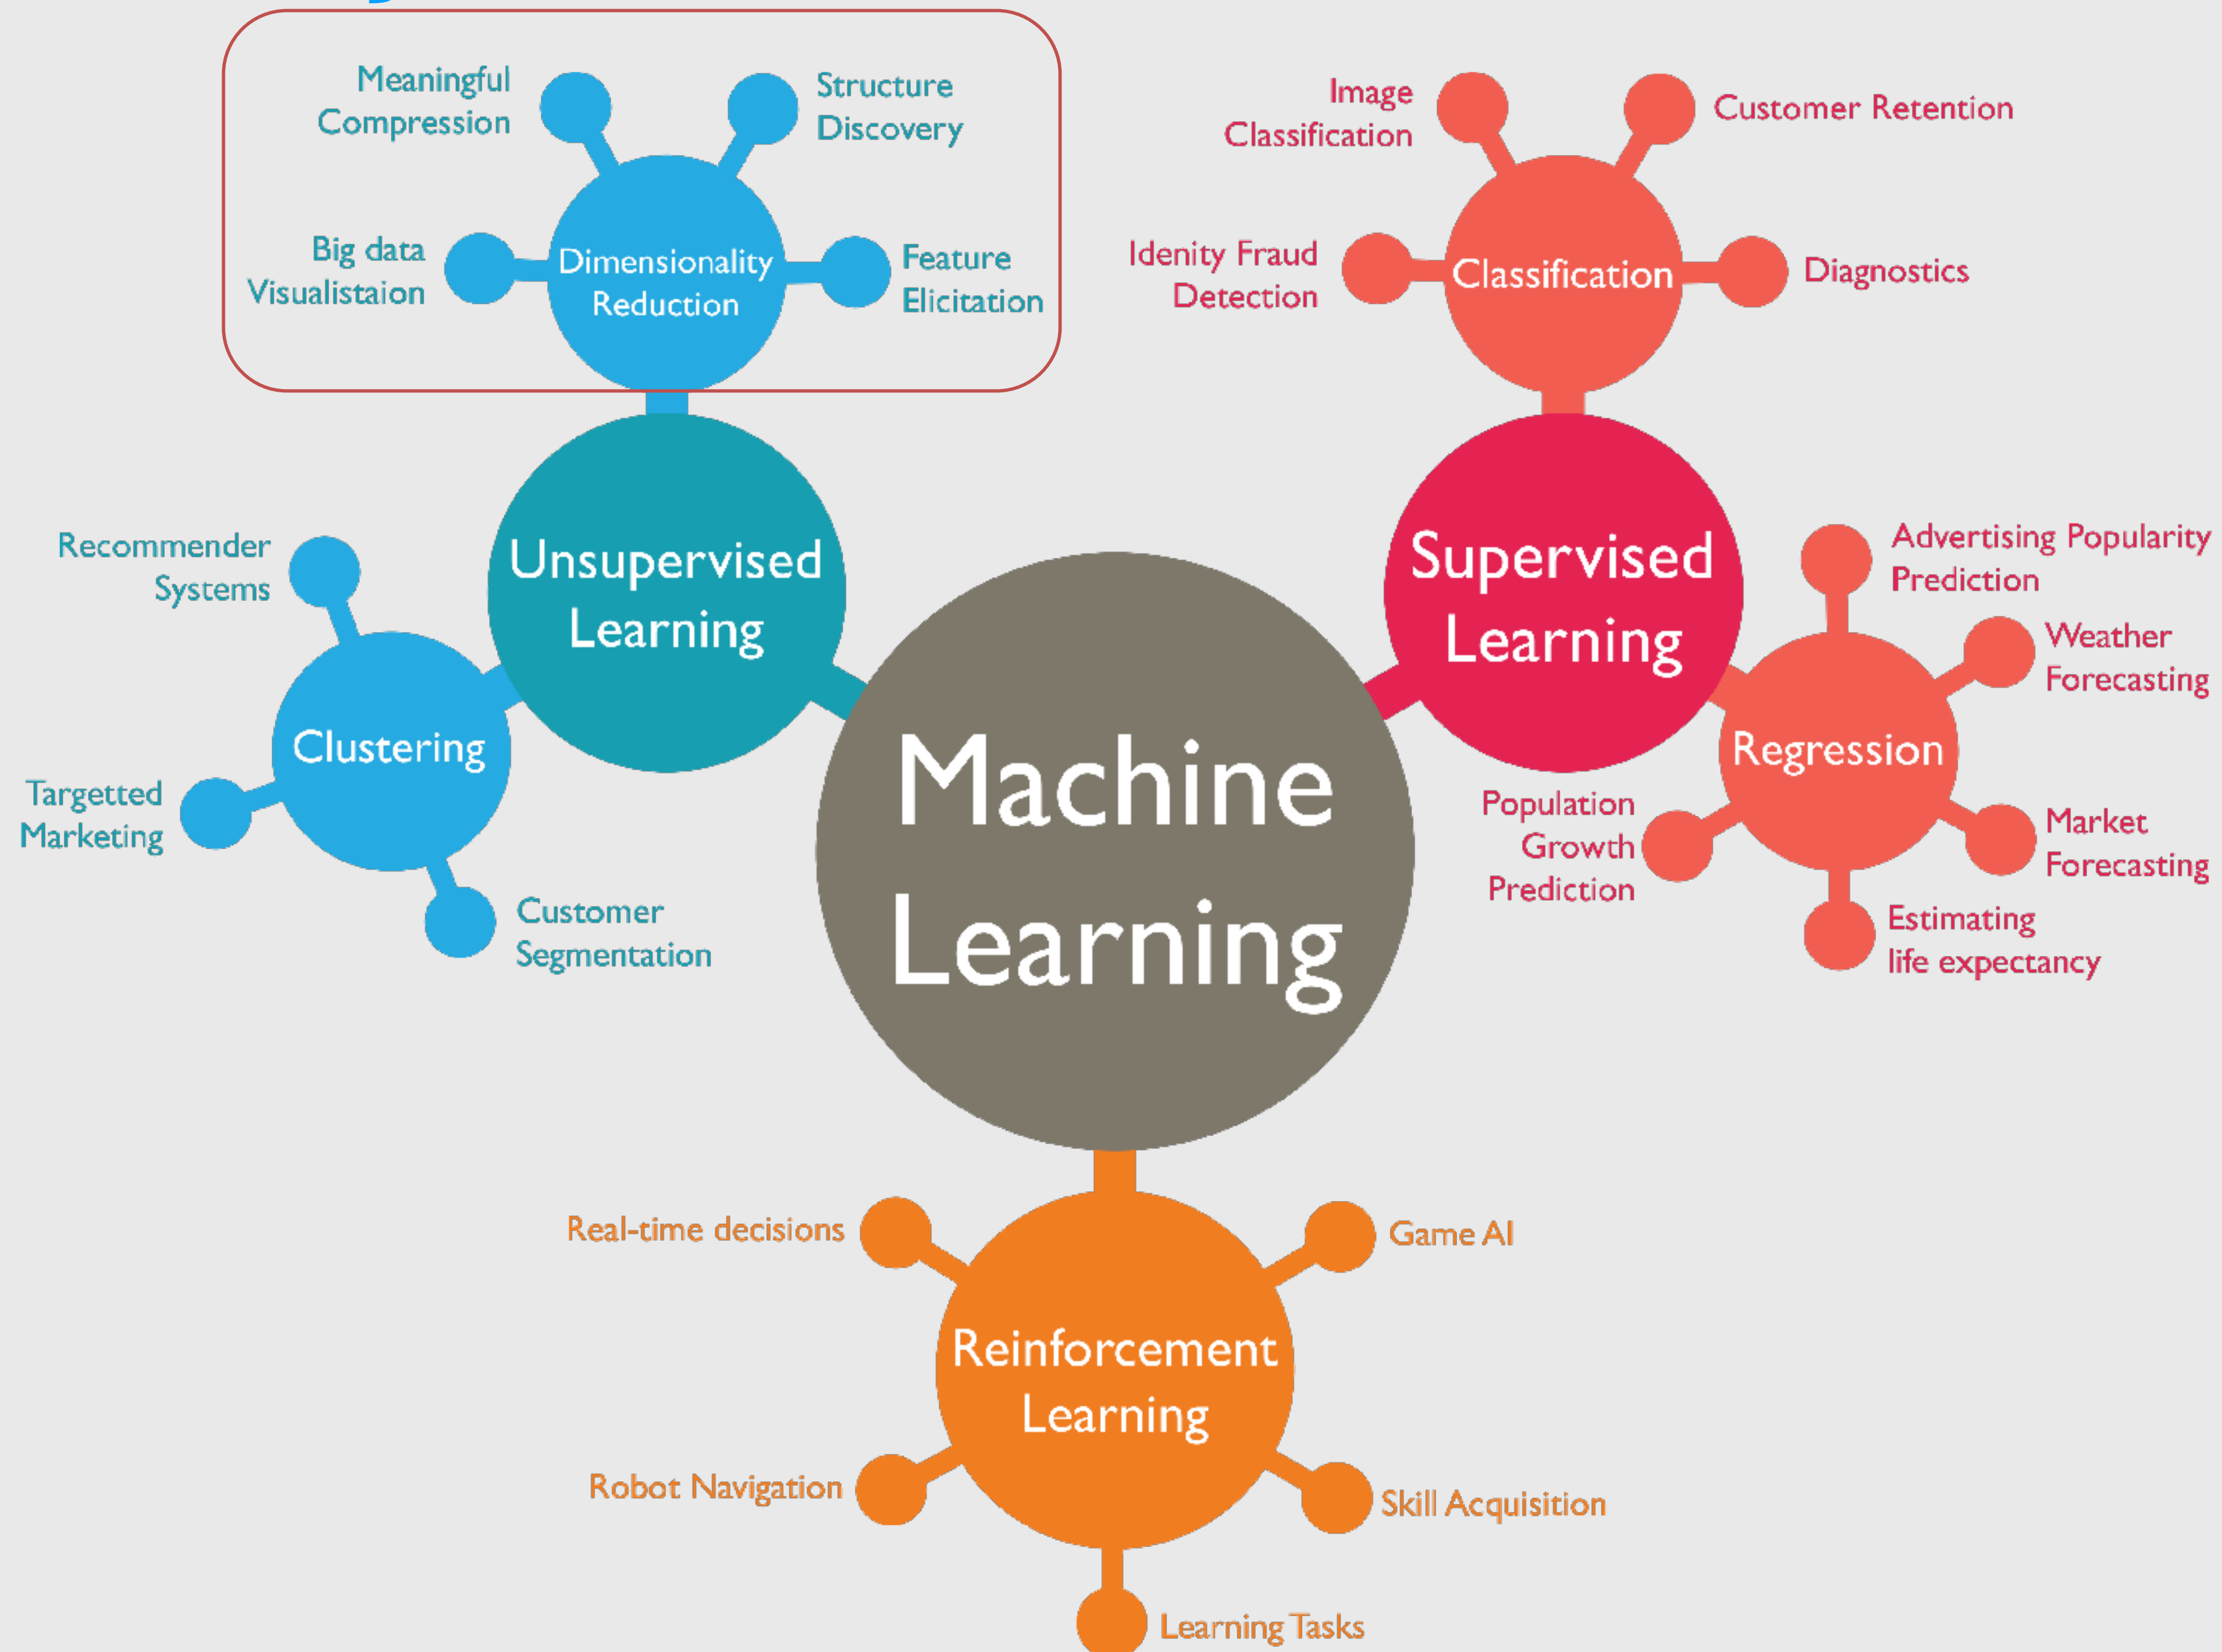 Meaningful
Compression
Structure
Discovery
Big data
Visualistaion
Dimensionality
Reduction
Feature
Elicitation
Image
Classification
Customer Retention
Idenity Fraud
Detection
Classification
Diagnostics
Unsupervised
Learning
Supervised
Learning
Recommender
Systems
Clustering
Targetted
Marketing
Customer
Segmentation
Advertising Popularity
Prediction
Weather
Forecasting
Regression
Population
Growth
Prediction
Market
Forecasting
Estimating
life expectancy
Machine
Learning
Real-time decisions
Game AI
Reinforcement
Learning
Robot Navigation
Skill Acquisition
Learning Tasks